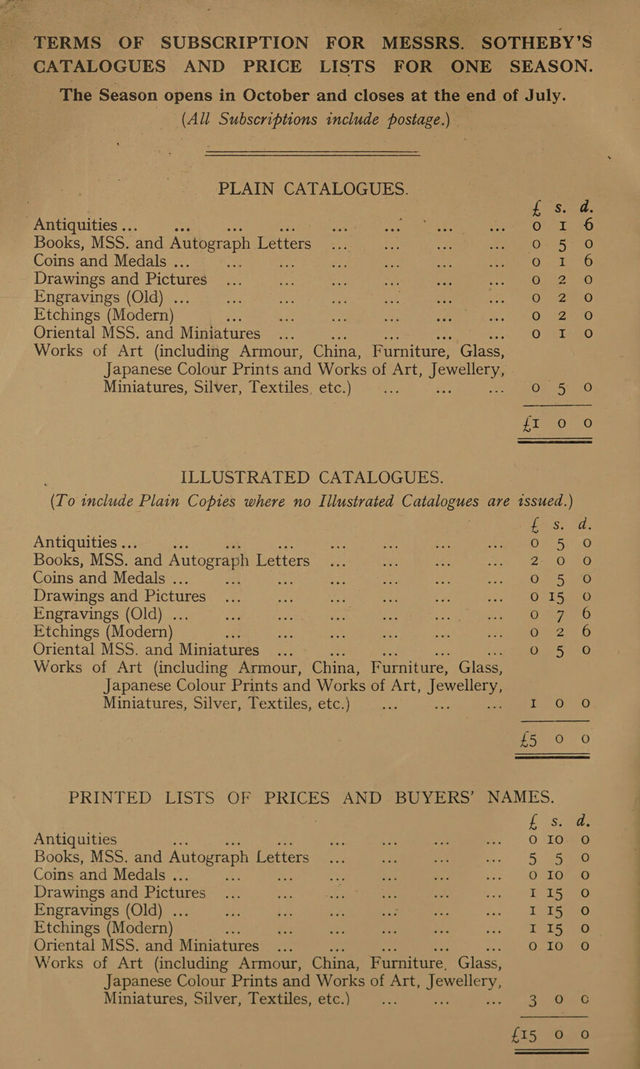 TERMS OF SUBSCRIPTION FOR MESSRS. SOTHEBY'S
CATALOGUES AND PRICE LISTS FOR ONE SEASON.
The Season opens in October and closes at the end of July.
(All Subscriptions include postage.)
PLAIN CATALOGUES.
£ s. d.
Antiquities ... ... ... ... ... ... ... ... 0 1 6
Books, MSS. and Autograph Letters ... ... ... ... 0 5 0
Coins and Medals ... ... ... ... ... ... ... 0 1 6
Drawings and Pictures ... ... ... ... ... ... 0 2 0
Engravings (Old) ... ... ... ... ... ... ... 0 2 0
Etchings (Modern) ... ... ... ... ... ... 0 2 0
Oriental MSS. and Miniatures ... ... ... ... ... 0 1 0
Works of Art (including Armour, China, Furniture, Glass,
Japanese Colour Prints and Works of Art, Jewellery,
Miniatures, Silver, Textiles, etc.) ... ... ... 0 5 0
£1 0 0
ILLUSTRATED CATALOGUES.
(To include Plain Copies where no Illustrated Catalogues are issued.)
£ s. d.
Antiquities ... ... ... ... ... ... ... ... 0 5 0
Books, MSS. and Autograph Letters ... ... ... ... 2 0 0
Coins and Medals ... ... ... ... ... ... ... 0 5 0
Drawings and Pictures ... ... ... ... ... ... 0 15 0
Engravings (Old) ... ... ... ... ... ... ... 0 7 6
Etchings (Modern) ... ... ... ... ... ... 0 2 6
Oriental MSS. and Miniatures ... ... ... ... ... 0 5 0
Works of Art (including Armour, China, Furniture, Glass,
Japanese Colour Prints and Works of Art, Jewellery,
Miniatures, Silver, Textiles, etc.) ... ... ... 1 0 0
£5 0 0
PRINTED LISTS OF PRICES AND BUYERS' NAMES.
£ s. d.
Antiquities ... ... ... ... ... ... ... 0 10 0
Books, MSS. and Autograph Letters ... ... ... ... 5 5 0
Coins and Medals ... ... ... ... ... ... ... 0 10 0
Drawings and Pictures ... ... ... ... ... ... 1 15 0
Engravings (Old) ... ... ... ... ... ... ... 1 15 0
Etchings (Modern) ... ... ... ... ... ... 1 15 0
Oriental MSS. and Miniatures ... ... ... ... ... 0 10 0
Works of Art (including Armour, China, Furniture, Glass,
Japanese Colour Prints and Works of Art, Jewellery,
Miniatures, Silver, Textiles, etc.) ... ... ... 3 0 0
£15 0 0